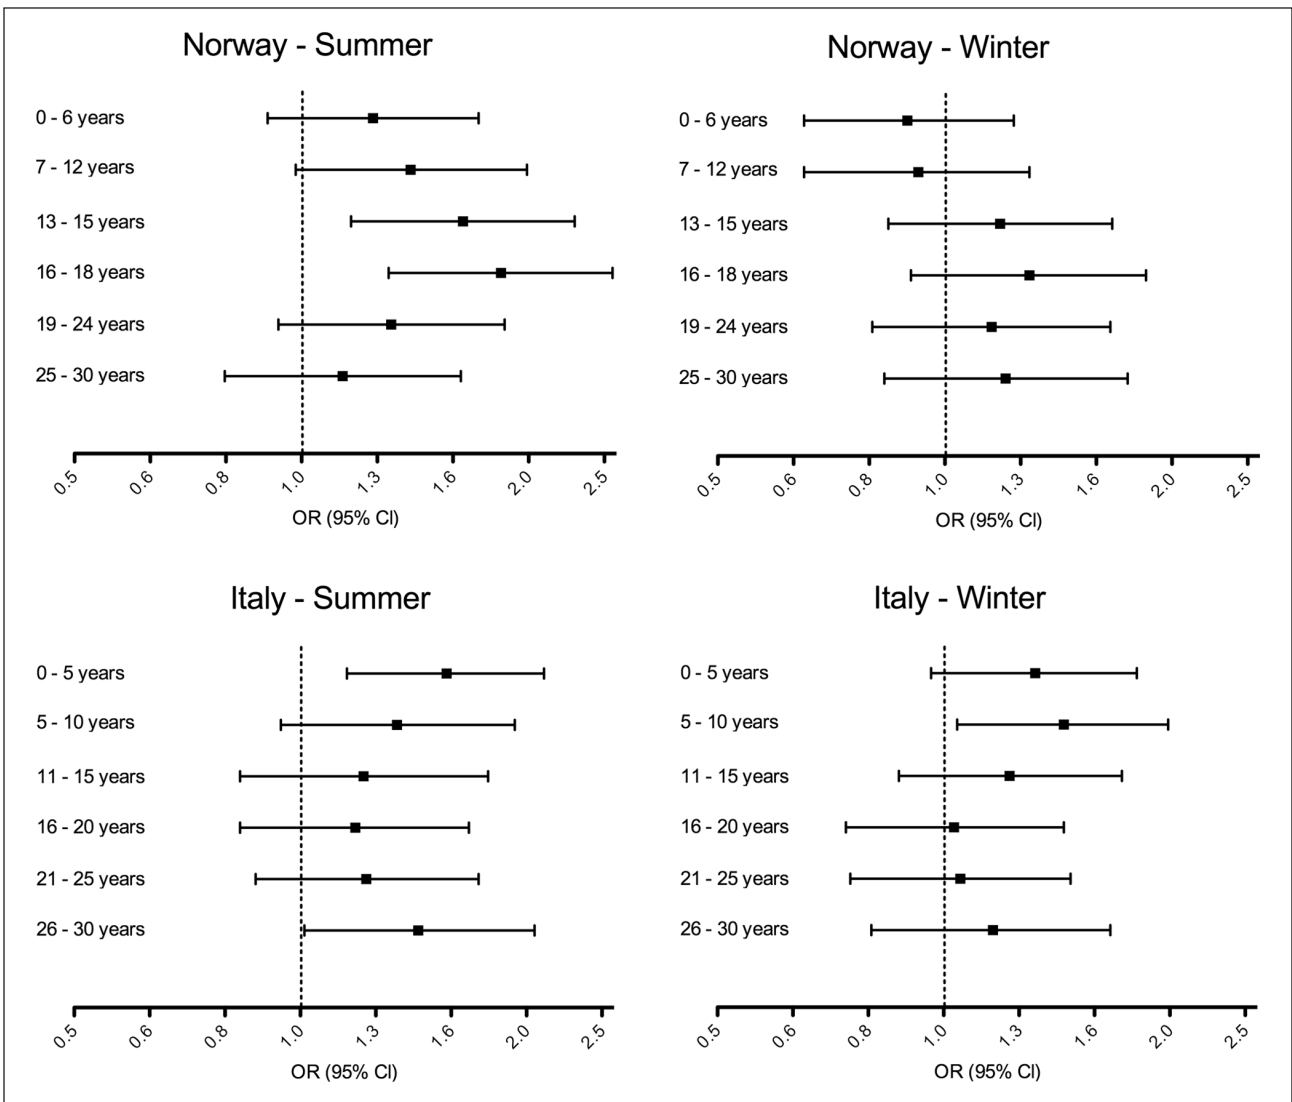 Norway - Summer
0 - 6 years
7 - 12 years
13 - 15 years
16 - 18 years
19 - 24 years
25 - 30 years
0.5 0.6 0.8 1.0 1.3 1.6 2.0 2.5
OR (95% CI)
Norway - Winter
0 - 6 years
7 - 12 years
13 - 15 years
16 - 18 years
19 - 24 years
25 - 30 years
0.5 0.6 0.8 1.0 1.3 1.6 2.0 2.5
OR (95% CI)
Italy - Summer
0 - 5 years
5 - 10 years
11 - 15 years
16 - 20 years
21 - 25 years
26 - 30 years
0.5 0.6 0.8 1.0 1.3 1.6 2.0 2.5
OR (95% CI)
Italy - Winter
0 - 5 years
5 - 10 years
11 - 15 years
16 - 20 years
21 - 25 years
26 - 30 years
0.5 0.6 0.8 1.0 1.3 1.6 2.0 2.5
OR (95% CI)